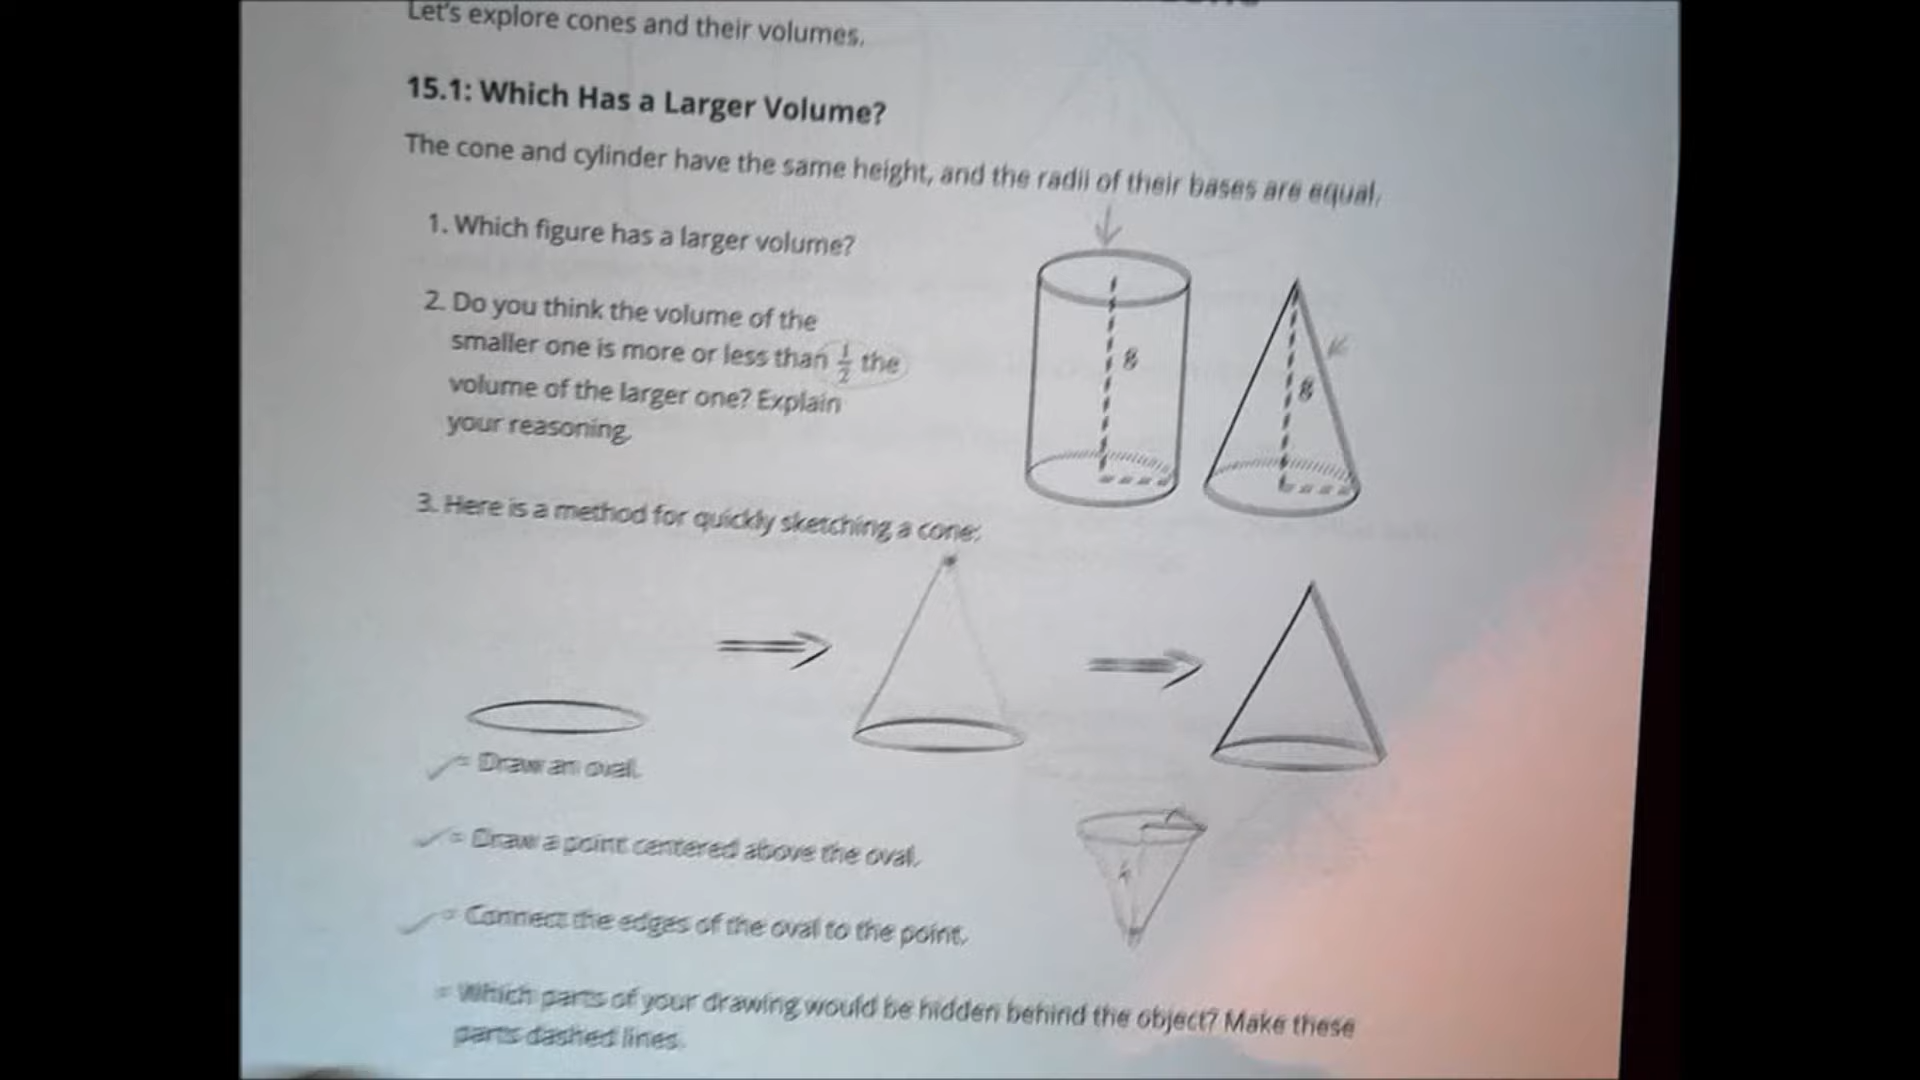 Let's explore cones and their volumes.
15.1: Which Has a Larger Volume?
The cone and cylinder have the same height, and the radii of their bases are equal.
1. Which figure has a larger volume?
2. Do you think the volume of the
smaller one is more or less than 1/2 the
volume of the larger one? Explain
your reasoning.
8
8
3. Here is a method for quickly sketching a cone:
Draw an oval.
Draw a point centered above the oval.
Connect the edges of the oval to the point.
Which parts of your drawing would be hidden behind the object? Make these
parts dashed lines.